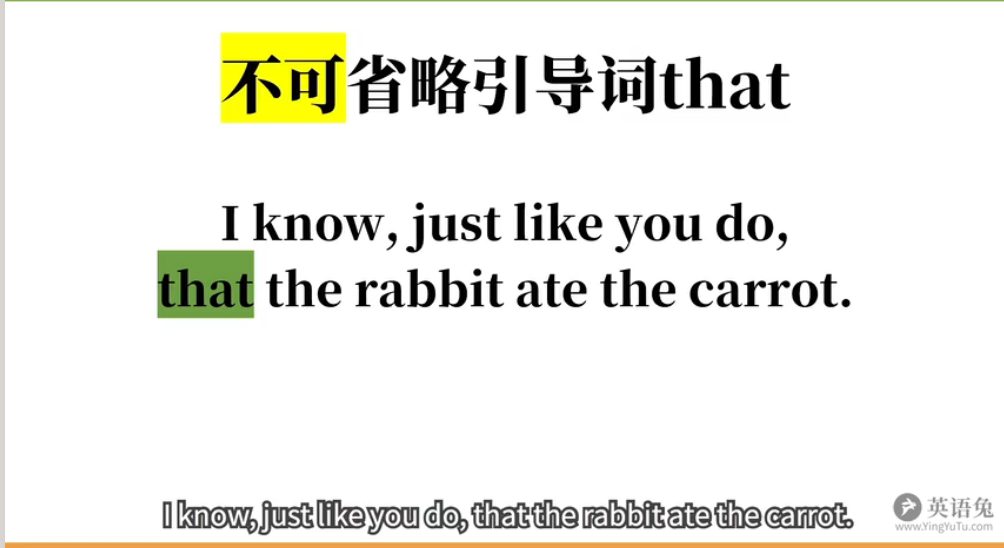 不可省略引导词that
I know, just like you do,
that the rabbit ate the carrot.
I know, just like you do, that the rabbit ate the carrot.
英语兔
www.YingYuTu.com